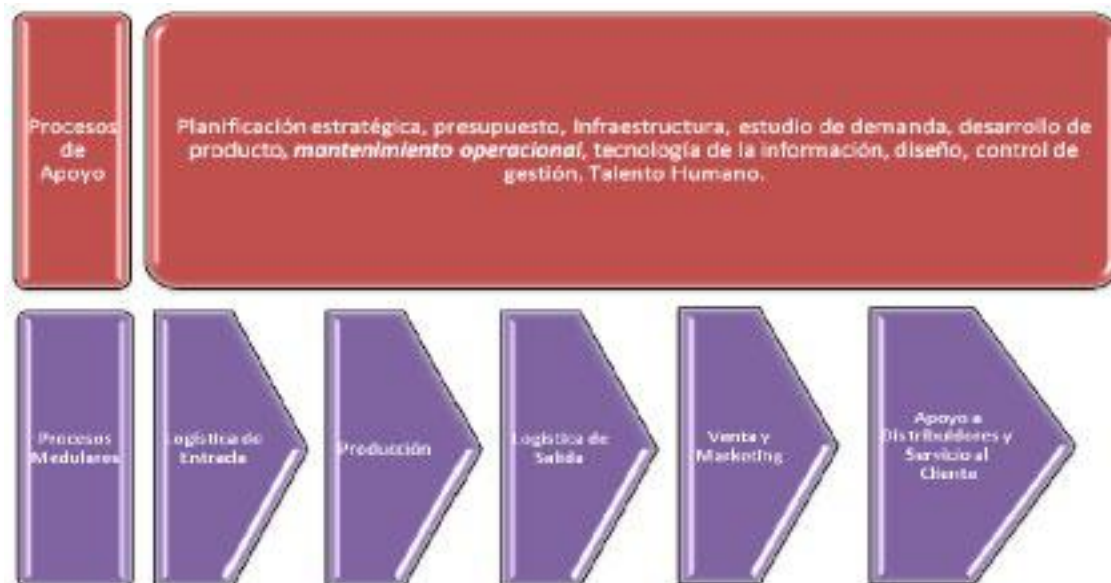 Procesos
de
Apoyo
Planificación estratégica, presupuesto, Infraestructura, estudio de demanda, desarrollo de
producto, mantenimiento operacional, tecnología de la información, diseño, control de
gestión, Talento Humano.
Procesos
Medulares
Logística de
Entrada
Producción
Logística de
Salida
Venta y
Marketing
Apoyo a
Distribuidores y
Servicio al
Cliente